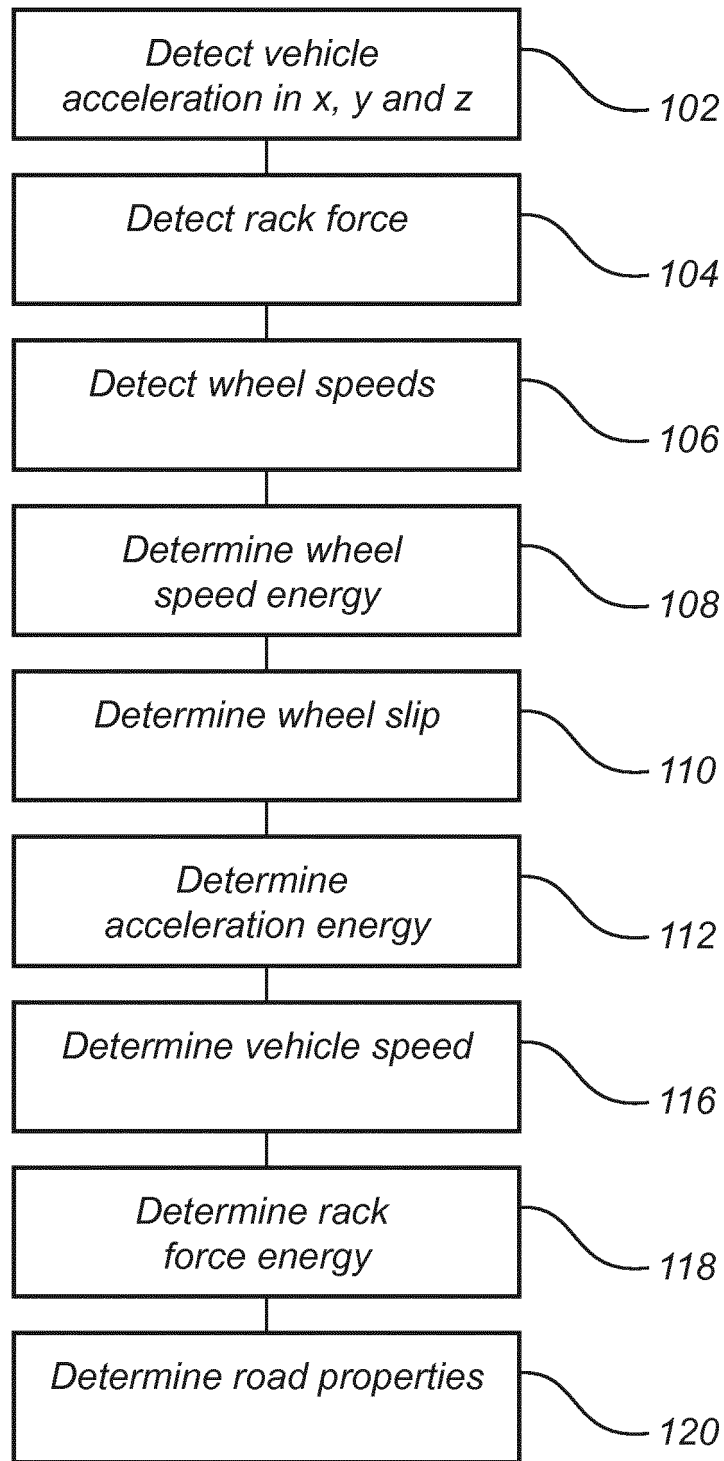 Detect vehicle
acceleration in x, y and z
102
Detect rack force
104
Detect wheel speeds
106
Determine wheel
speed energy
108
Determine wheel slip
110
Determine
acceleration energy
112
Determine vehicle speed
116
Determine rack
force energy
118
Determine road properties
120